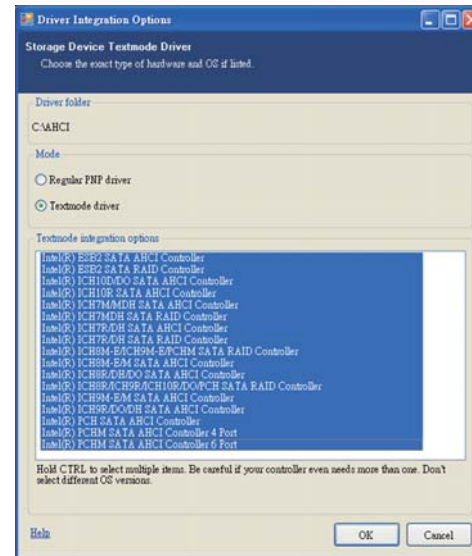 Driver Integration Options
Storage Device Textmode Driver
Choose the exact type of hardware and OS if listed.
Driver folder
C:\AHCI
Mode
Regular PNP driver
Textmode driver
Textmode integration options
Intel(R) ESB2 SATA AHCI Controller
Intel(R) ESB2 SATA RAID Controller
Intel(R) ICH10D/DO SATA AHCI Controller
Intel(R) ICH10R SATA AHCI Controller
Intel(R) ICH7M/MDH SATA AHCI Controller
Intel(R) ICH7MDH SATA RAID Controller
Intel(R) ICH7R/DH SATA AHCI Controller
Intel(R) ICH7R/DH SATA RAID Controller
Intel(R) ICH8M-E/ICH9M-E/PCHM SATA RAID Controller
Intel(R) ICH8M-E/M SATA AHCI Controller
Intel(R) ICH8R/DH/DO SATA AHCI Controller
Intel(R) ICH8R/ICH9R/ICH10R/DO/PCH SATA RAID Controller
Intel(R) ICH9M-E/M SATA AHCI Controller
Intel(R) ICH9R/DO/DH SATA AHCI Controller
Intel(R) PCH SATA AHCI Controller
Intel(R) PCHM SATA AHCI Controller 4 Port
Intel(R) PCHM SATA AHCI Controller 6 Port
Hold CTRL to select multiple items. Be careful if your controller even needs more than one. Don't
select different OS versions.
Help
OK
Cancel